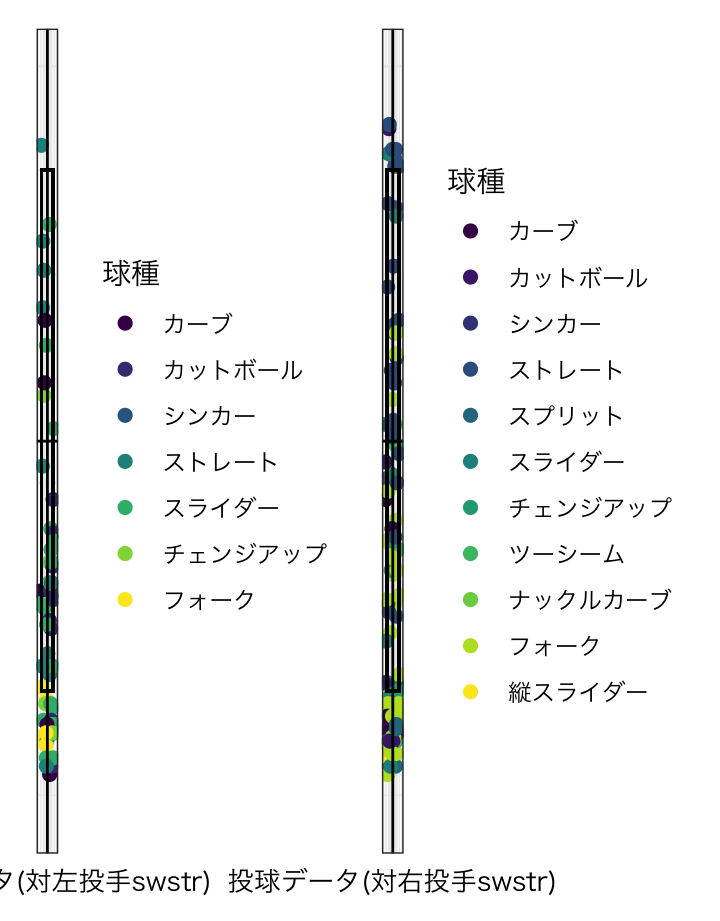 球種
カーブ
カットボール
シンカー
ストレート
スライダー
チェンジアップ
フォーク
球種
カーブ
カットボール
シンカー
ストレート
スプリット
スライダー
チェンジアップ
ツーシーム
ナックルカーブ
フォーク
縦スライダー
タ(対左投手swstr)
投球データ(対右投手swstr)